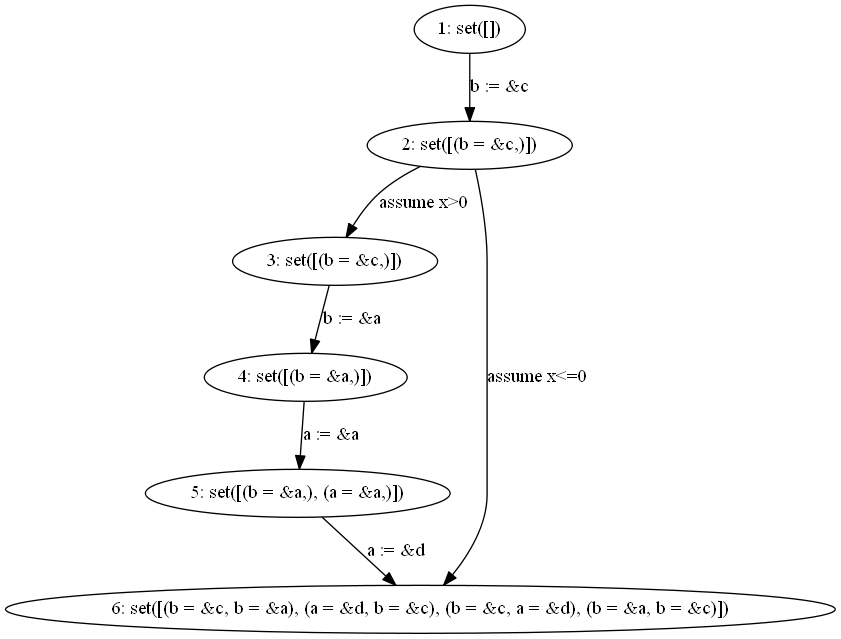 1: set([])
b := &c
2: set([(b = &c,)])
assume x>0
3: set([(b = &c,)])
b := &a
4: set([(b = &a,)])
assume x<=0
a := &a
5: set([(b = &a,), (a = &a,)])
a := &d
6: set([(b = &c, b = &a), (a = &d, b = &c), (b = &c, a = &d), (b = &a, b = &c)])